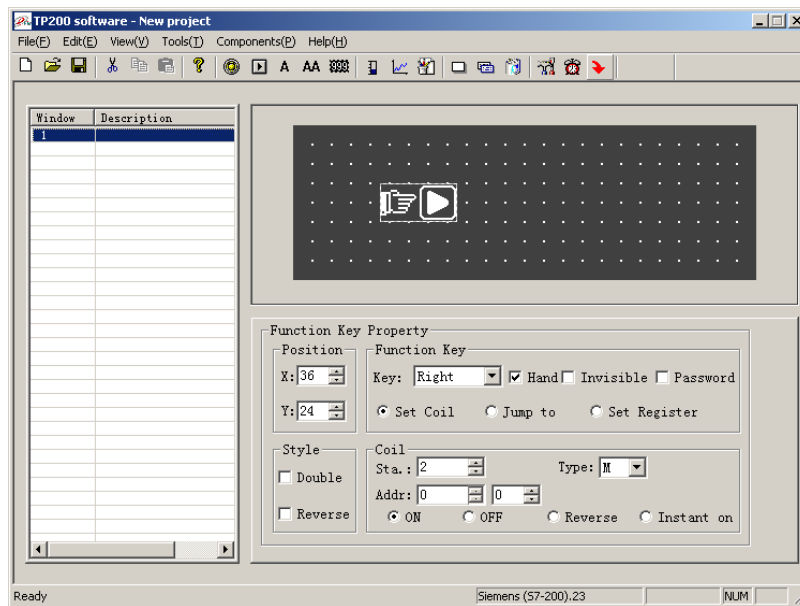 TP200 software - New project
File(F) Edit(E) View(V) Tools(T) Components(P) Help(H)
A AA
Window Description
1
Function Key Property
Position
X: 36
Y: 24
Function Key
Key: Right Hand Invisible Password
Set Coil Jump to Set Register
Style
Double
Reverse
Coil
Sta.: 2 Type: M
Addr: 0 0
ON OFF Reverse Instant on
Ready Siemens (S7-200).23 NUM